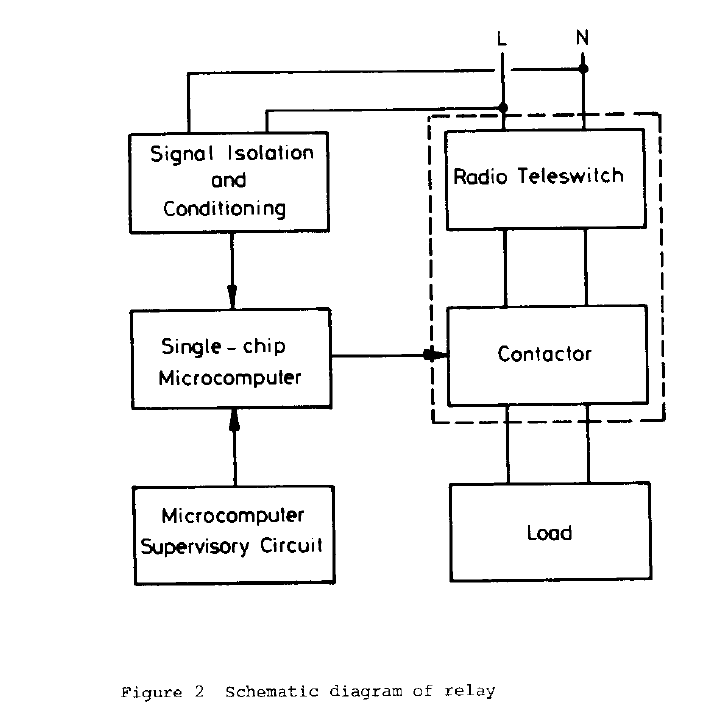 L
N
Signal Isolation
and
Conditioning
Radio Teleswitch
Single-chip
Microcomputer
Contactor
Microcomputer
Supervisory Circuit
Load
Figure 2 Schematic diagram of relay